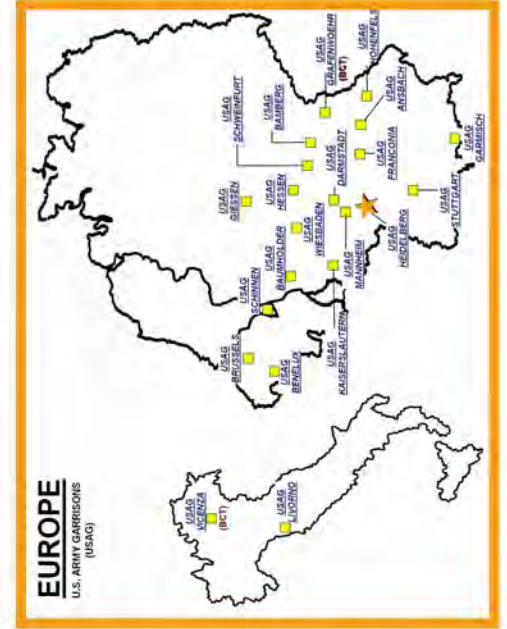 EUROPE
U.S. ARMY GARRISONS
(USAG)
USAG
VICENZA
(BCT)
USAG
LIVORNO
USAG
BRUSSELS
USAG
BENELUX
USAG
SCHINNEN
USAG
BAUMHOLDER
USAG
KAISERSLAUTERN
USAG
GIESSEN
USAG
HESSEN
USAG
WIESBADEN
USAG
MANNHEIM
USAG
HEIDELBERG
USAG
SCHWEINFURT
USAG
BAMBERG
USAG
DARMSTADT
USAG
FRANCONIA
USAG
STUTTGART
USAG
GRAFENWOEHR
(BCT)
USAG
HOHENFELS
USAG
ANSBACH
USAG
GARMISCH